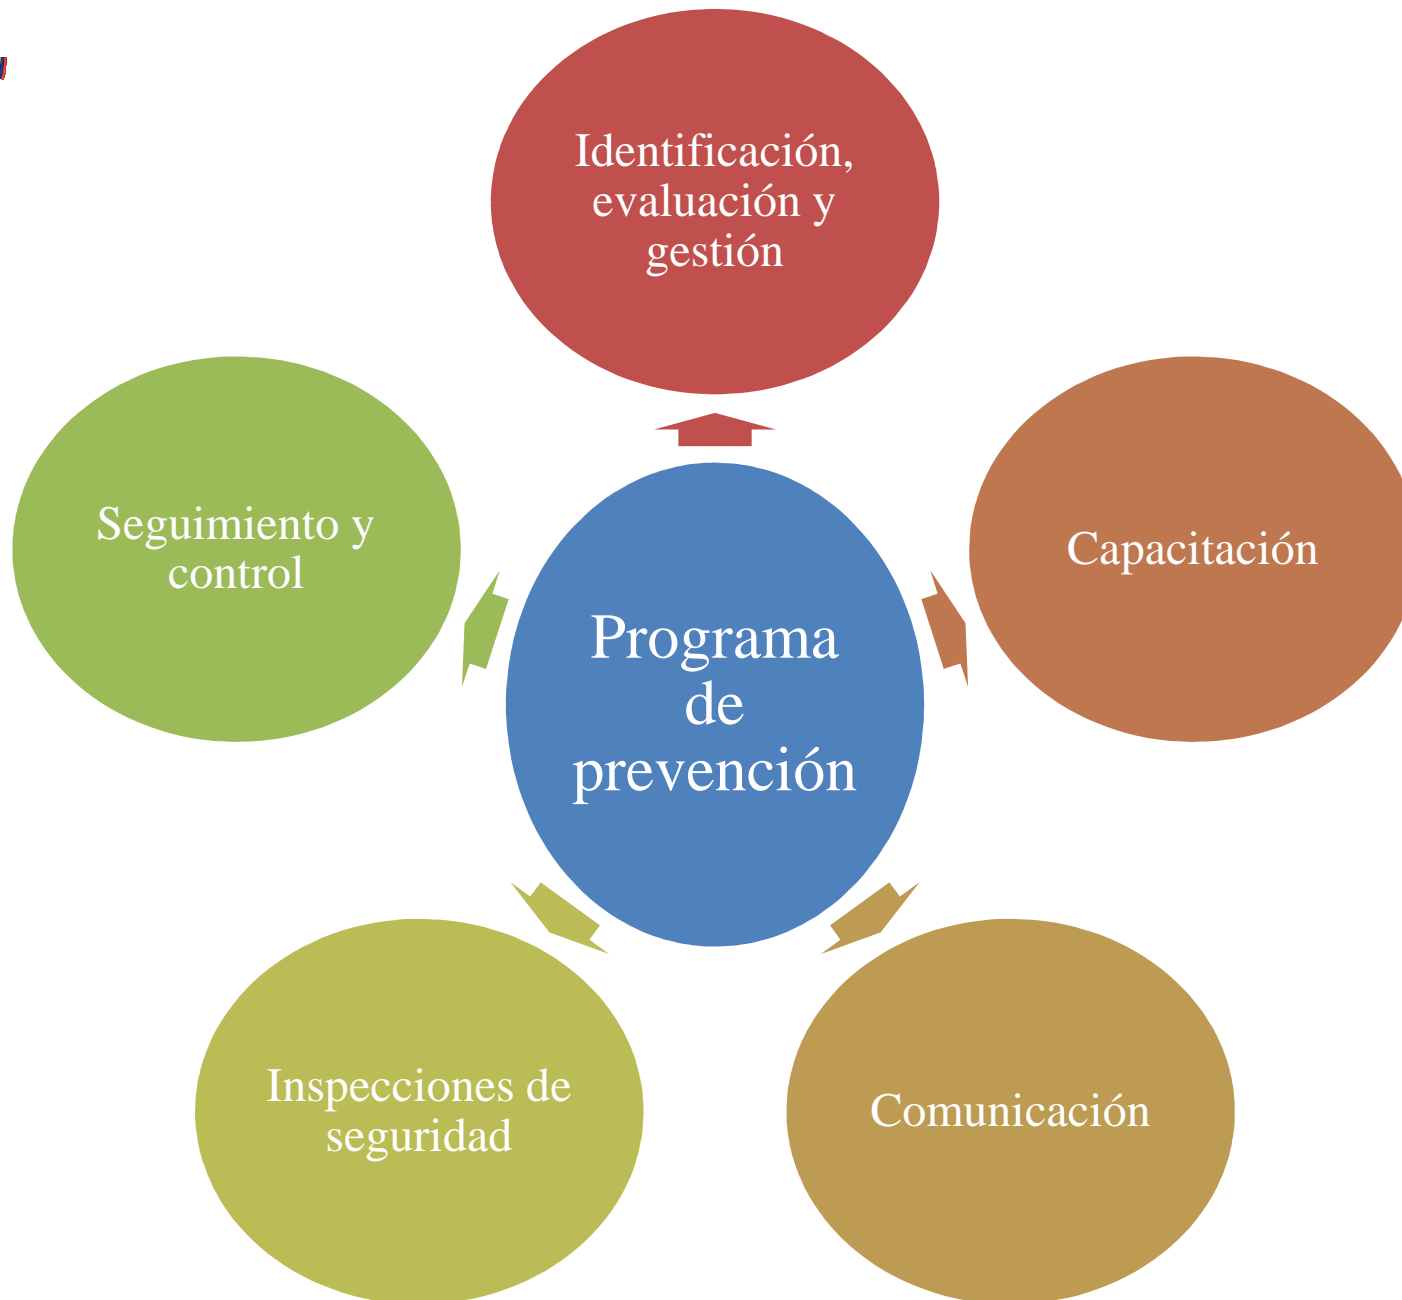 Identificación,
evaluación y
gestión
Seguimiento y
control
Capacitación
Programa
de
prevención
Inspecciones de
seguridad
Comunicación